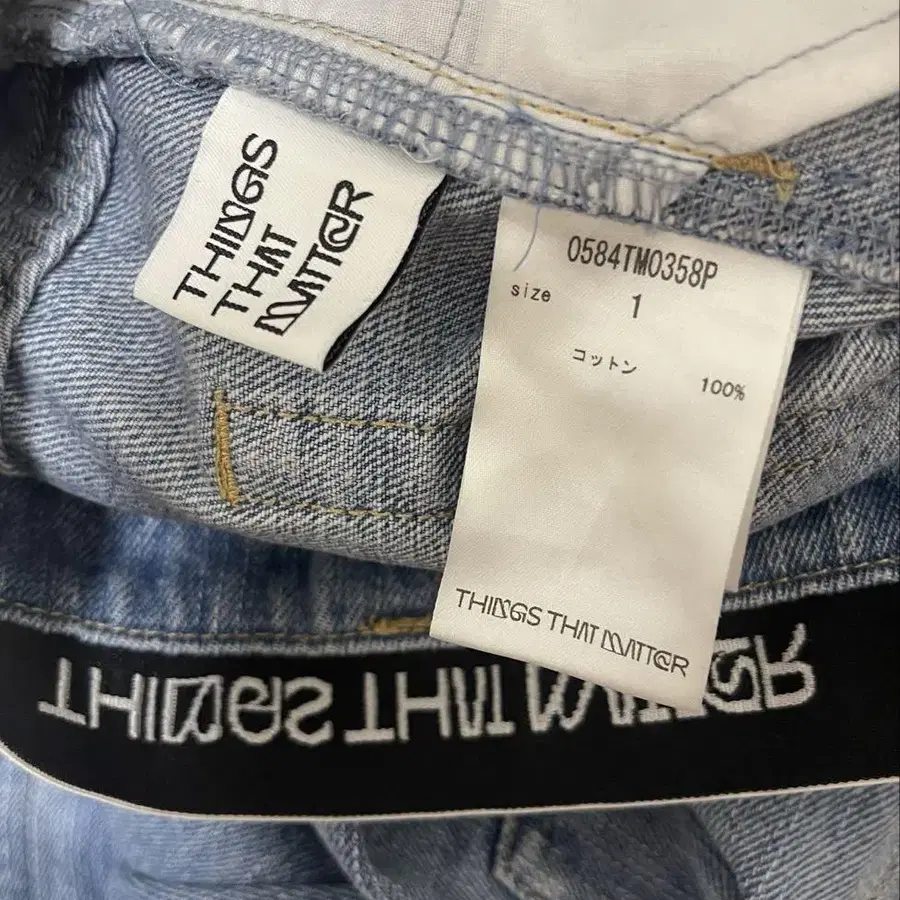 THINGS
THAT
MATTER
0584TM0358P
size 1
コットン 100%
THINGS THAT MATTER
THINGS THAT MATTER